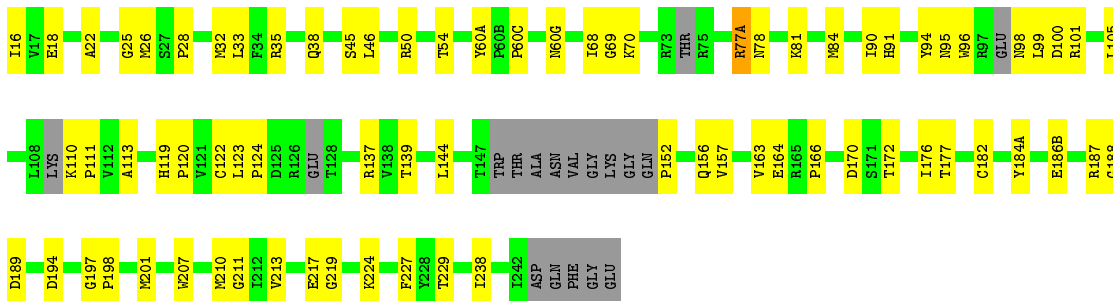 I16 V17 E18 A22 G25 M26 S27 P28 M32 L33 F34 R35 Q38 S45 L46 R50 T54 Y60A P60B P60C N60G I68 G69 K70 R73 THR R75 R77A N78 K81 M84 I90 H91 Y94 N95 W96 R97 GLU N98 L99 D100 R101 L105
L108 LYS K110 P111 V112 A113 H119 P120 V121 C122 L123 P124 D125 R126 GLU T128 R137 V138 T139 L144 T147 TRP THR ALA ASN VAL GLY LYS GLY GLN P152 Q156 V157 V163 E164 R165 P166 D170 S171 T172 I176 T177 C182 Y184A E186B R187 G188
D189 D194 G197 P198 M201 W207 M210 G211 I212 V213 E217 G219 K224 F227 Y228 T229 I238 I242 ASP GLN PHE GLY GLU